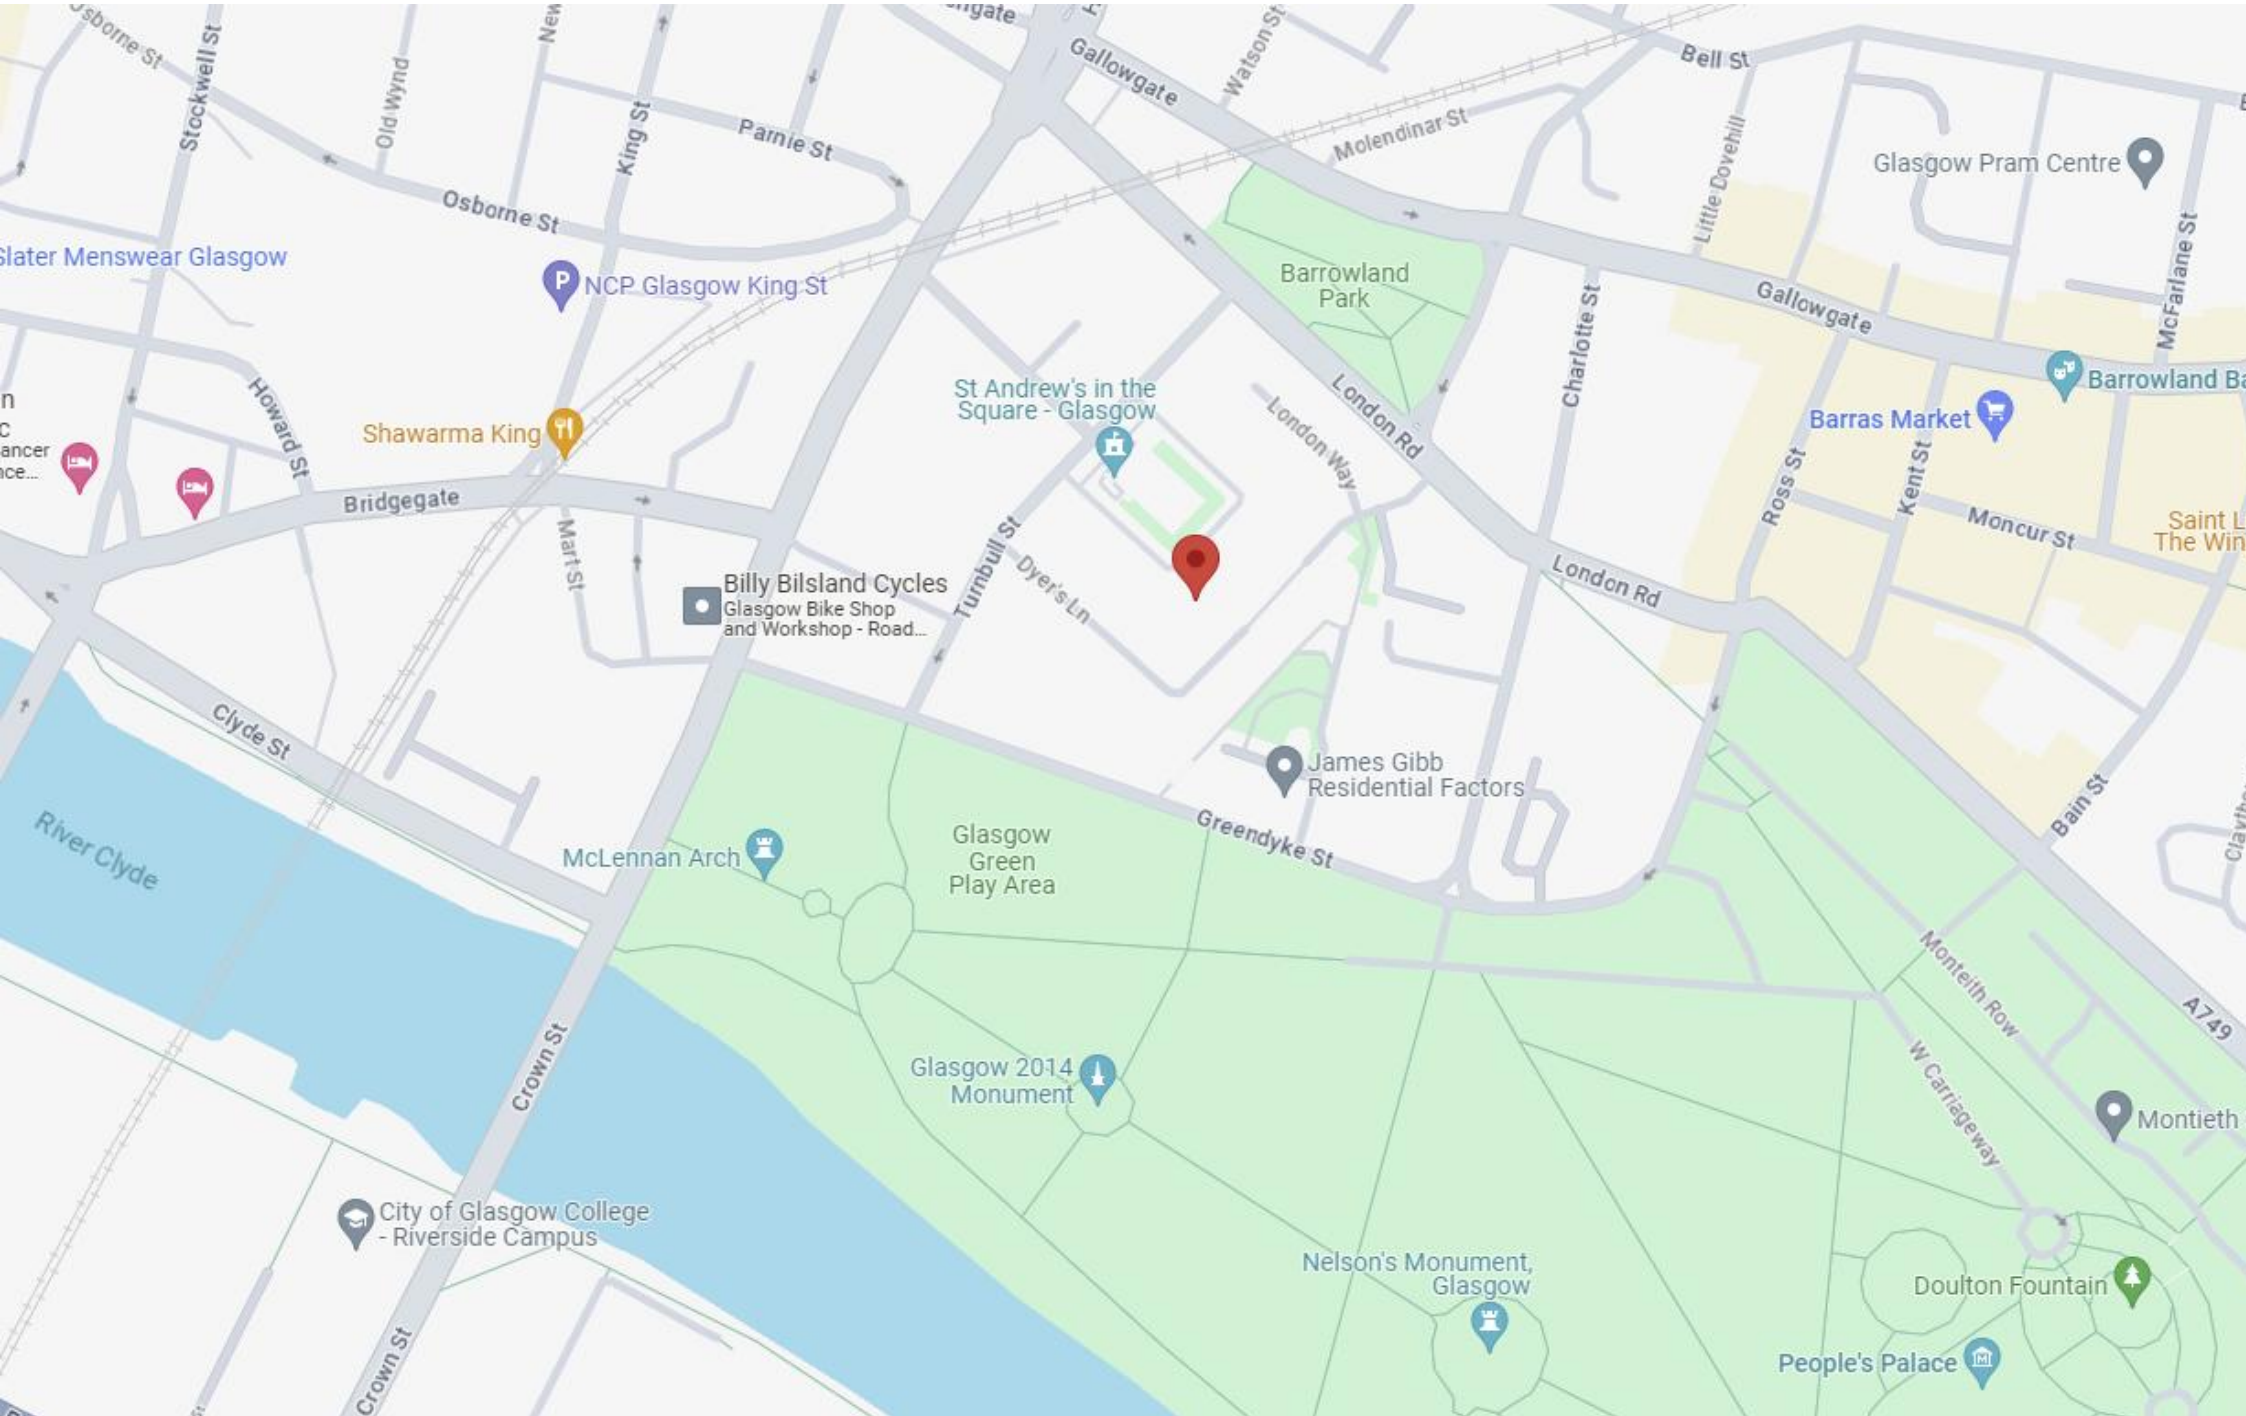 Osborne St
Stockwell St
Old Wynd
New
King St
Parnie St
Gallowgate
Watson St
Molendinar St
Bell St
Little Dovehill
Glasgow Pram Centre
McFarlane St
Osborne St
Slater Menswear Glasgow
P
NCP Glasgow King St
Barrowland
Park
Charlotte St
Gallowgate
Howard St
Shawarma King
St Andrew's in the
Square - Glasgow
London Rd
London Way
Barras Market
Barrowland Ba
Ross St
Kent St
Moncur St
Saint L
The Win
Bridgegate
Mart St
Turnbull St
Dyer's Ln
London Rd
Billy Bilsland Cycles
Glasgow Bike Shop
and Workshop - Road...
Clyde St
River Clyde
James Gibb
Residential Factors
Greendyke St
Bain St
McLennan Arch
Glasgow
Green
Play Area
Monteith Row
A749
Crown St
Glasgow 2014
Monument
W Carriageway
Montieth
City of Glasgow College
- Riverside Campus
Nelson's Monument,
Glasgow
Doulton Fountain
People's Palace
Crown St